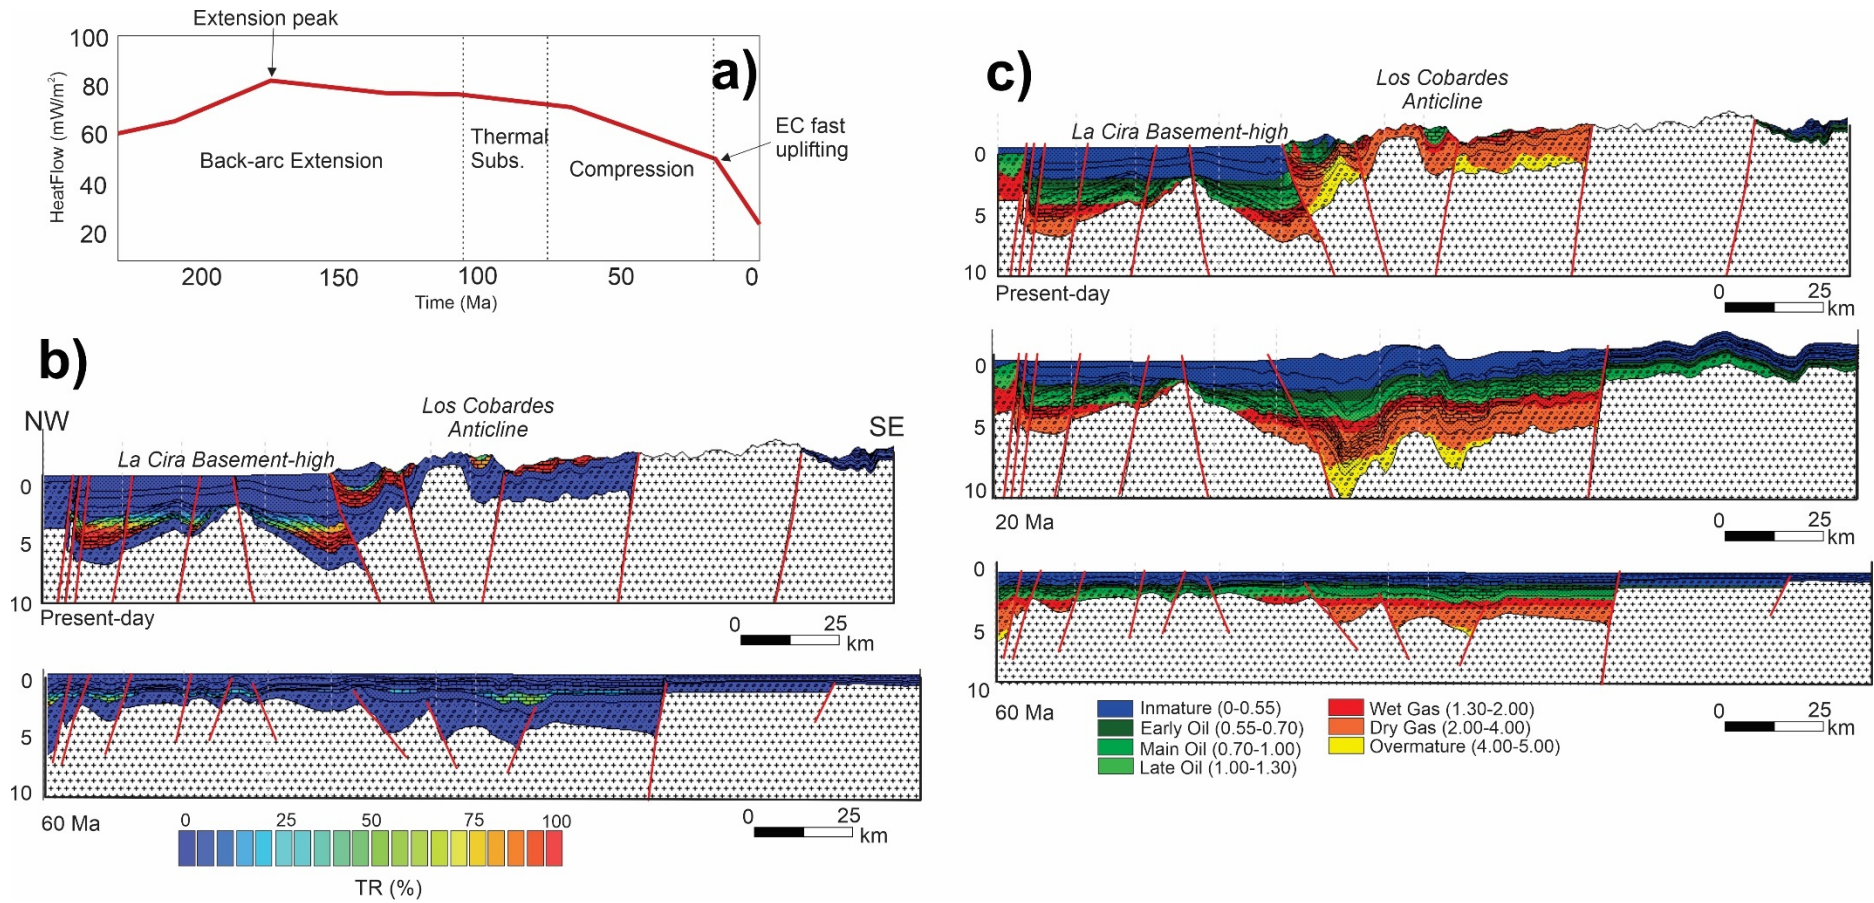 Extension peak
a)
100
80
60
40
20
HeatFlow (mW/m²)
Back-arc Extension
Thermal
Subs.
Compression
EC fast
uplifting
200
150
100
50
0
Time (Ma)
b)
NW
Los Cobardes
Anticline
SE
La Cira Basement-high
0
5
10
Present-day
0
25
km
0
5
10
60 Ma
0
25
km
0
25
50
75
100
TR (%)
c)
Los Cobardes
Anticline
La Cira Basement-high
0
5
10
Present-day
0
25
km
0
5
10
20 Ma
0
25
km
0
5
10
60 Ma
0
25
km
Inmature (0-0.55)
Early Oil (0.55-0.70)
Main Oil (0.70-1.00)
Late Oil (1.00-1.30)
Wet Gas (1.30-2.00)
Dry Gas (2.00-4.00)
Overmature (4.00-5.00)